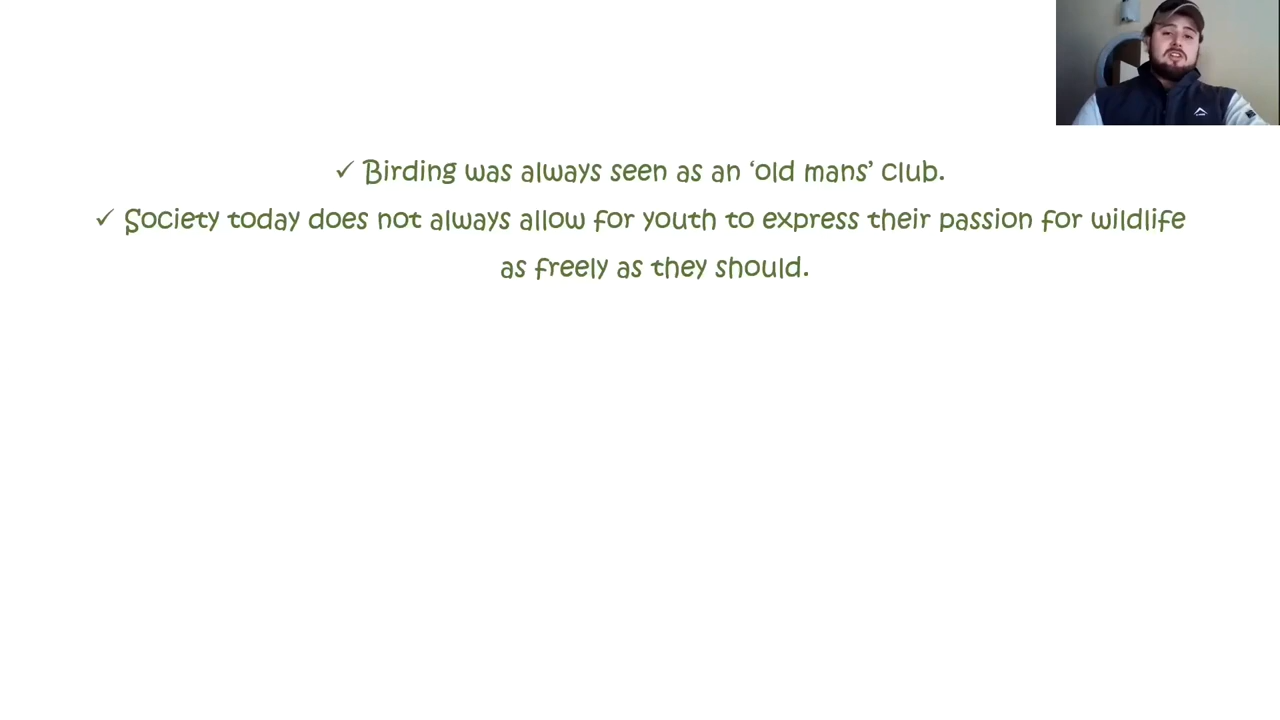 ✓ Birding was always seen as an ‘old mans’ club.
✓ Society today does not always allow for youth to express their passion for wildlife
as freely as they should.